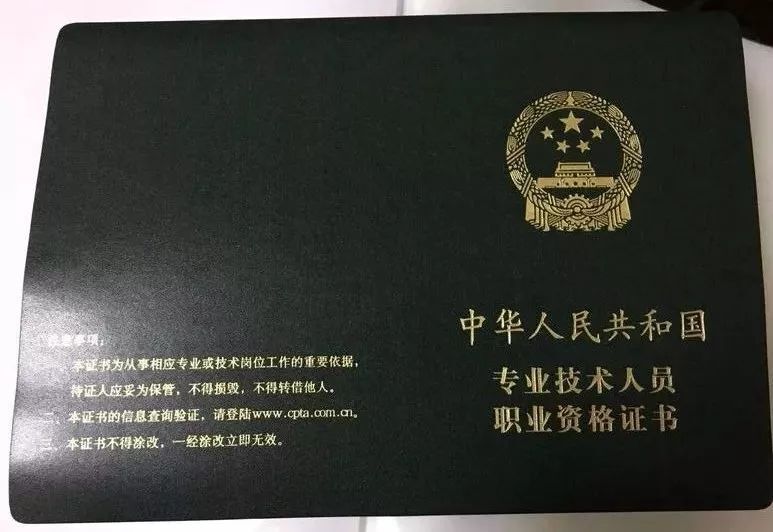 中华人民共和国
专业技术人员
职业资格证书
注意事项：
本证书为从事相应专业或技术岗位工作的重要依据，
持证人应妥为保管，不得损毁，不得转借他人。
二、本证书的信息查询验证，请登陆www.cpta.com.cn。
三、本证书不得涂改，一经涂改立即无效。